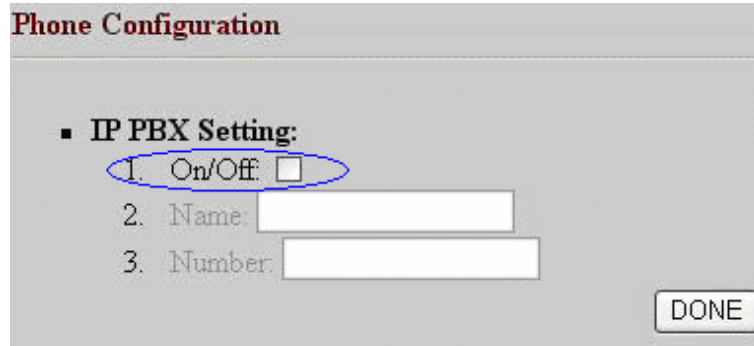 Phone Configuration
▪ IP PBX Setting:
1. On/Off:
2. Name:
3. Number:
DONE